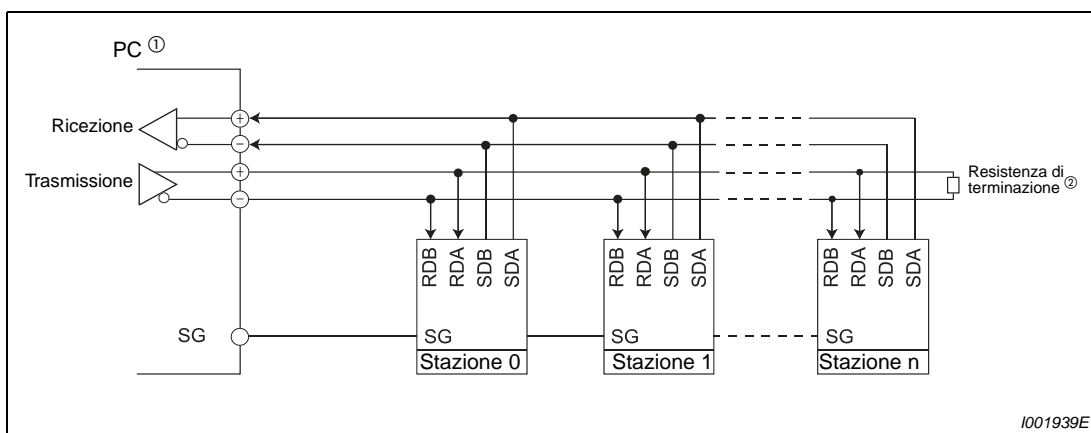 PC ①
Ricezione
Trasmissione
Resistenza di
terminazione ②
RDB
RDA
SDB
SDA
RDB
RDA
SDB
SDA
RDB
RDA
SDB
SDA
SG
SG
SG
SG
Stazione 0
Stazione 1
Stazione n
I001939E